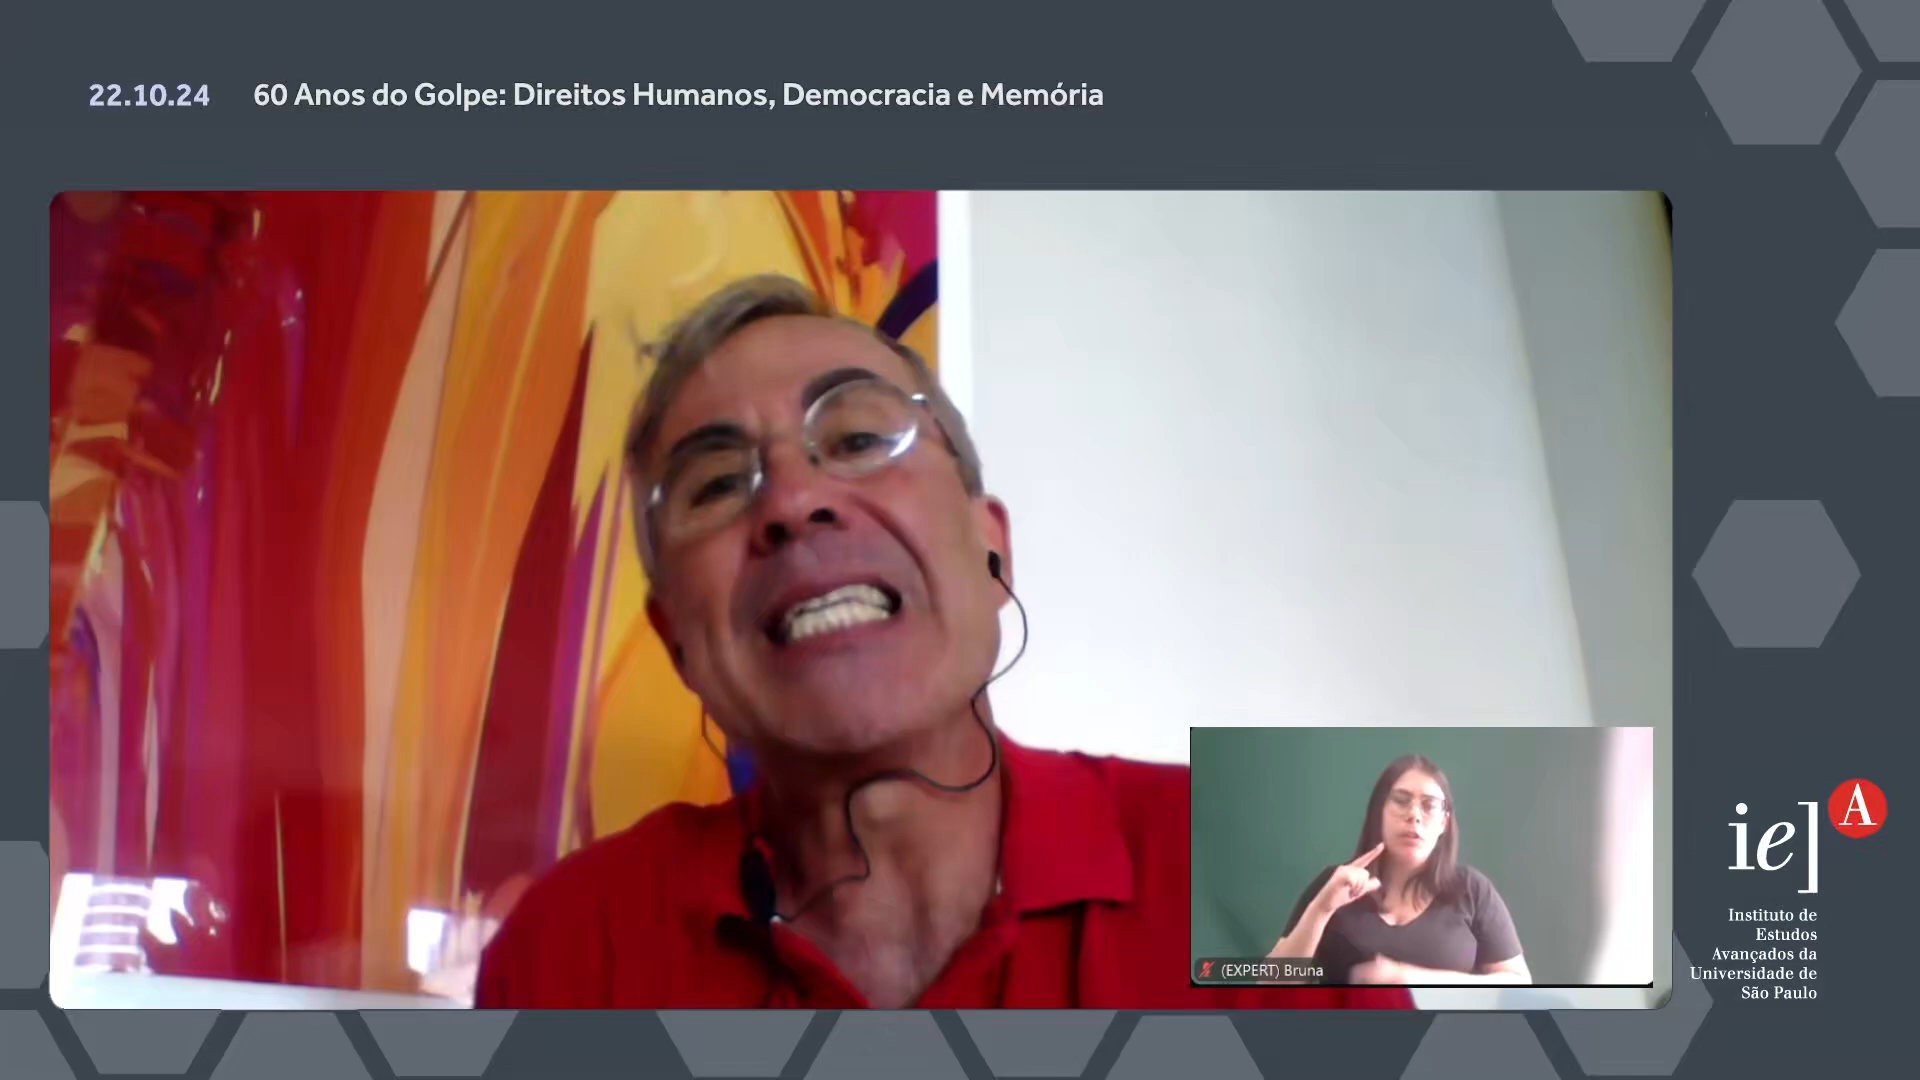 22.10.24 60 Anos do Golpe: Direitos Humanos, Democracia e Memória
(EXPERT) Bruna
ie] A
Instituto de
Estudos
Avançados da
Universidade de
São Paulo